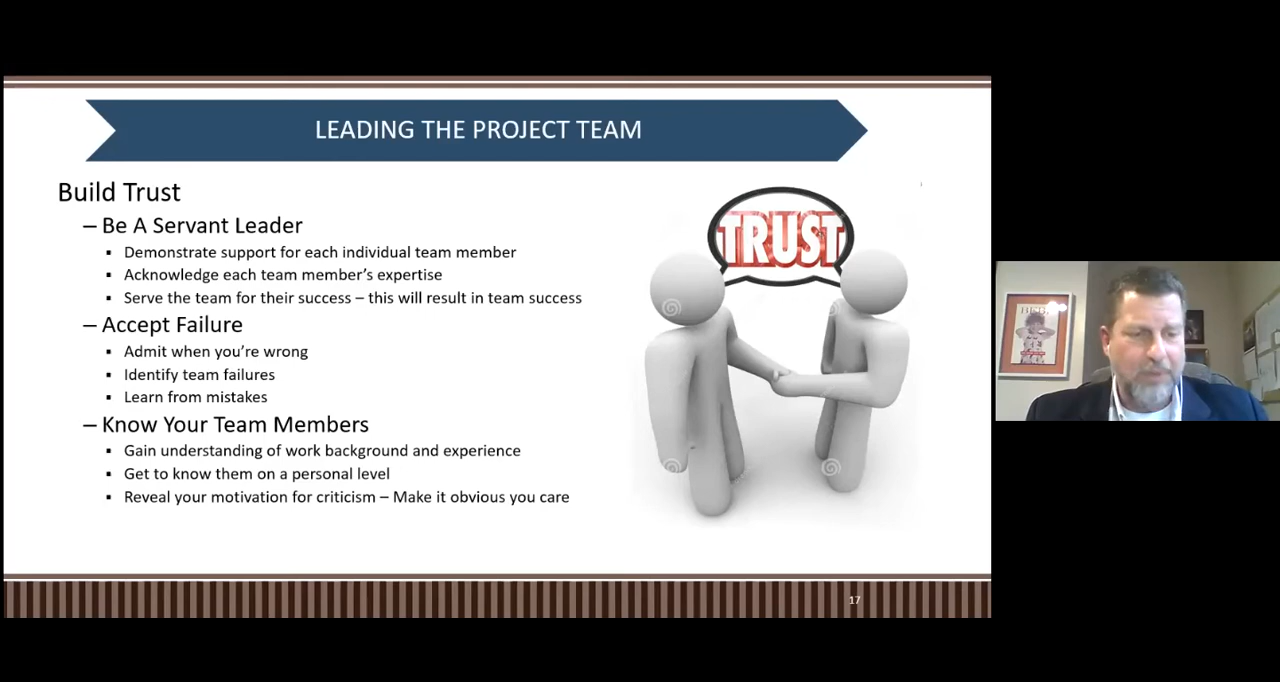 LEADING THE PROJECT TEAM
Build Trust
– Be A Servant Leader
▪ Demonstrate support for each individual team member
▪ Acknowledge each team member's expertise
▪ Serve the team for their success – this will result in team success
– Accept Failure
▪ Admit when you're wrong
▪ Identify team failures
▪ Learn from mistakes
– Know Your Team Members
▪ Gain understanding of work background and experience
▪ Get to know them on a personal level
▪ Reveal your motivation for criticism – Make it obvious you care
TRUST
17